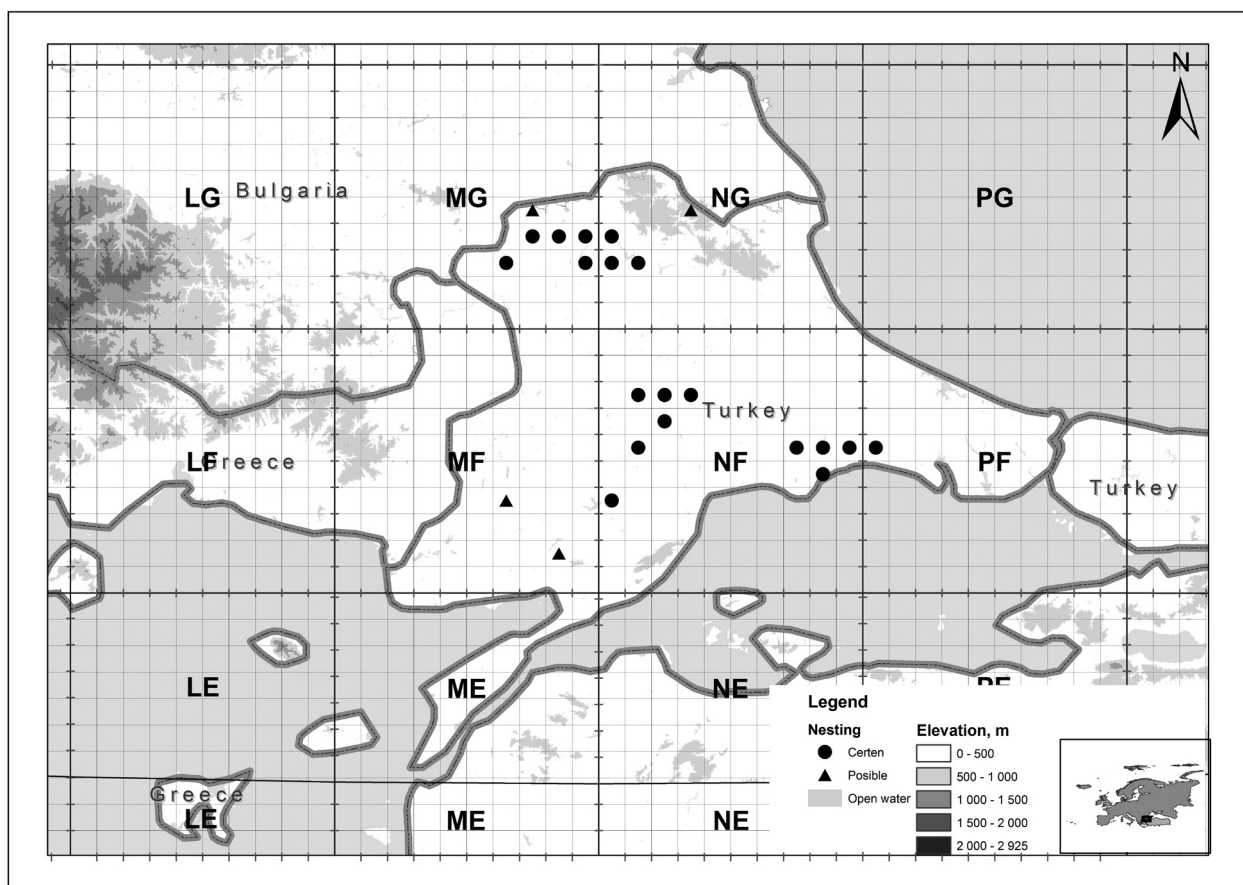 N
LG
Bulgaria
MG
NG
PG
Turkey
LF
Greece
MF
NF
PF
Turkey
LE
ME
NE
PE
Legend
Nesting
Certen
Posible
Open water
Elevation, m
0 - 500
500 - 1 000
1 000 - 1 500
1 500 - 2 000
2 000 - 2 925
Greece
LE
ME
NE